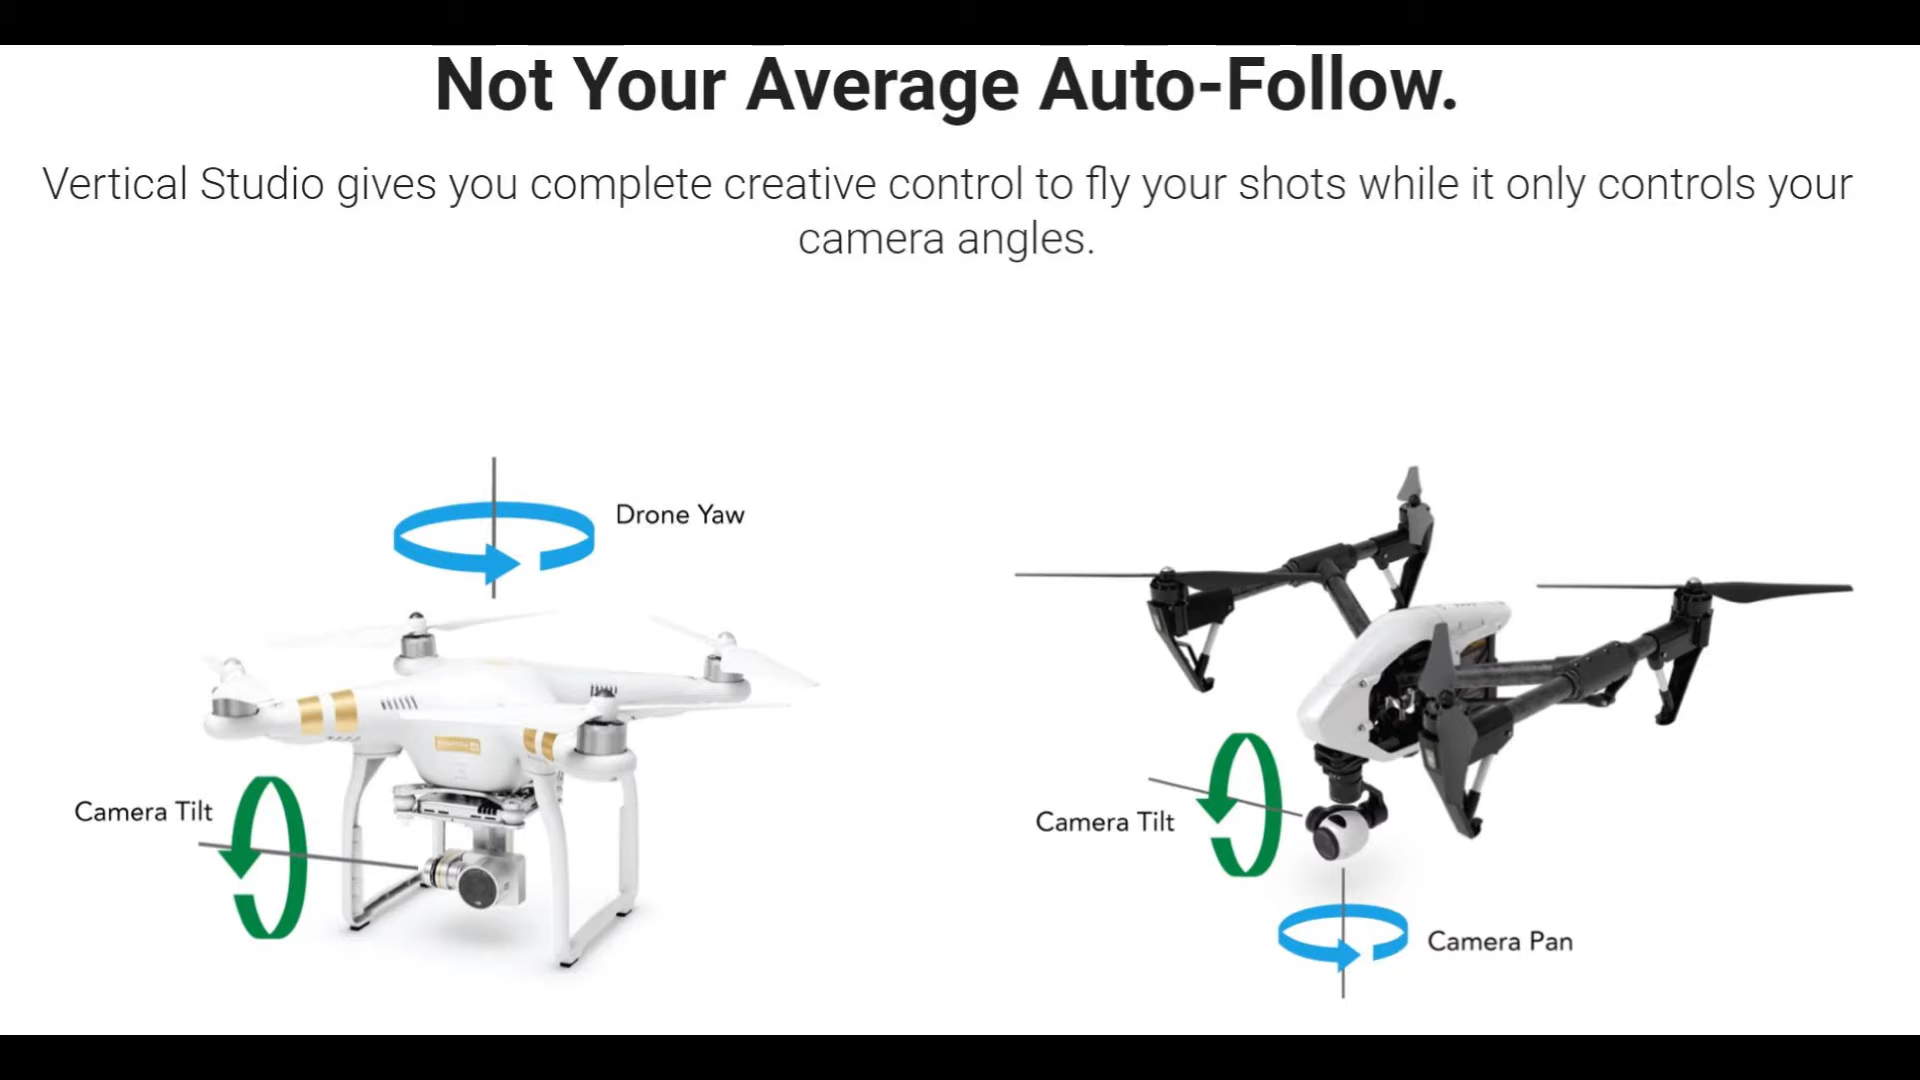 Not Your Average Auto-Follow.
Vertical Studio gives you complete creative control to fly your shots while it only controls your
camera angles.
Drone Yaw
Camera Tilt
Camera Tilt
Camera Pan